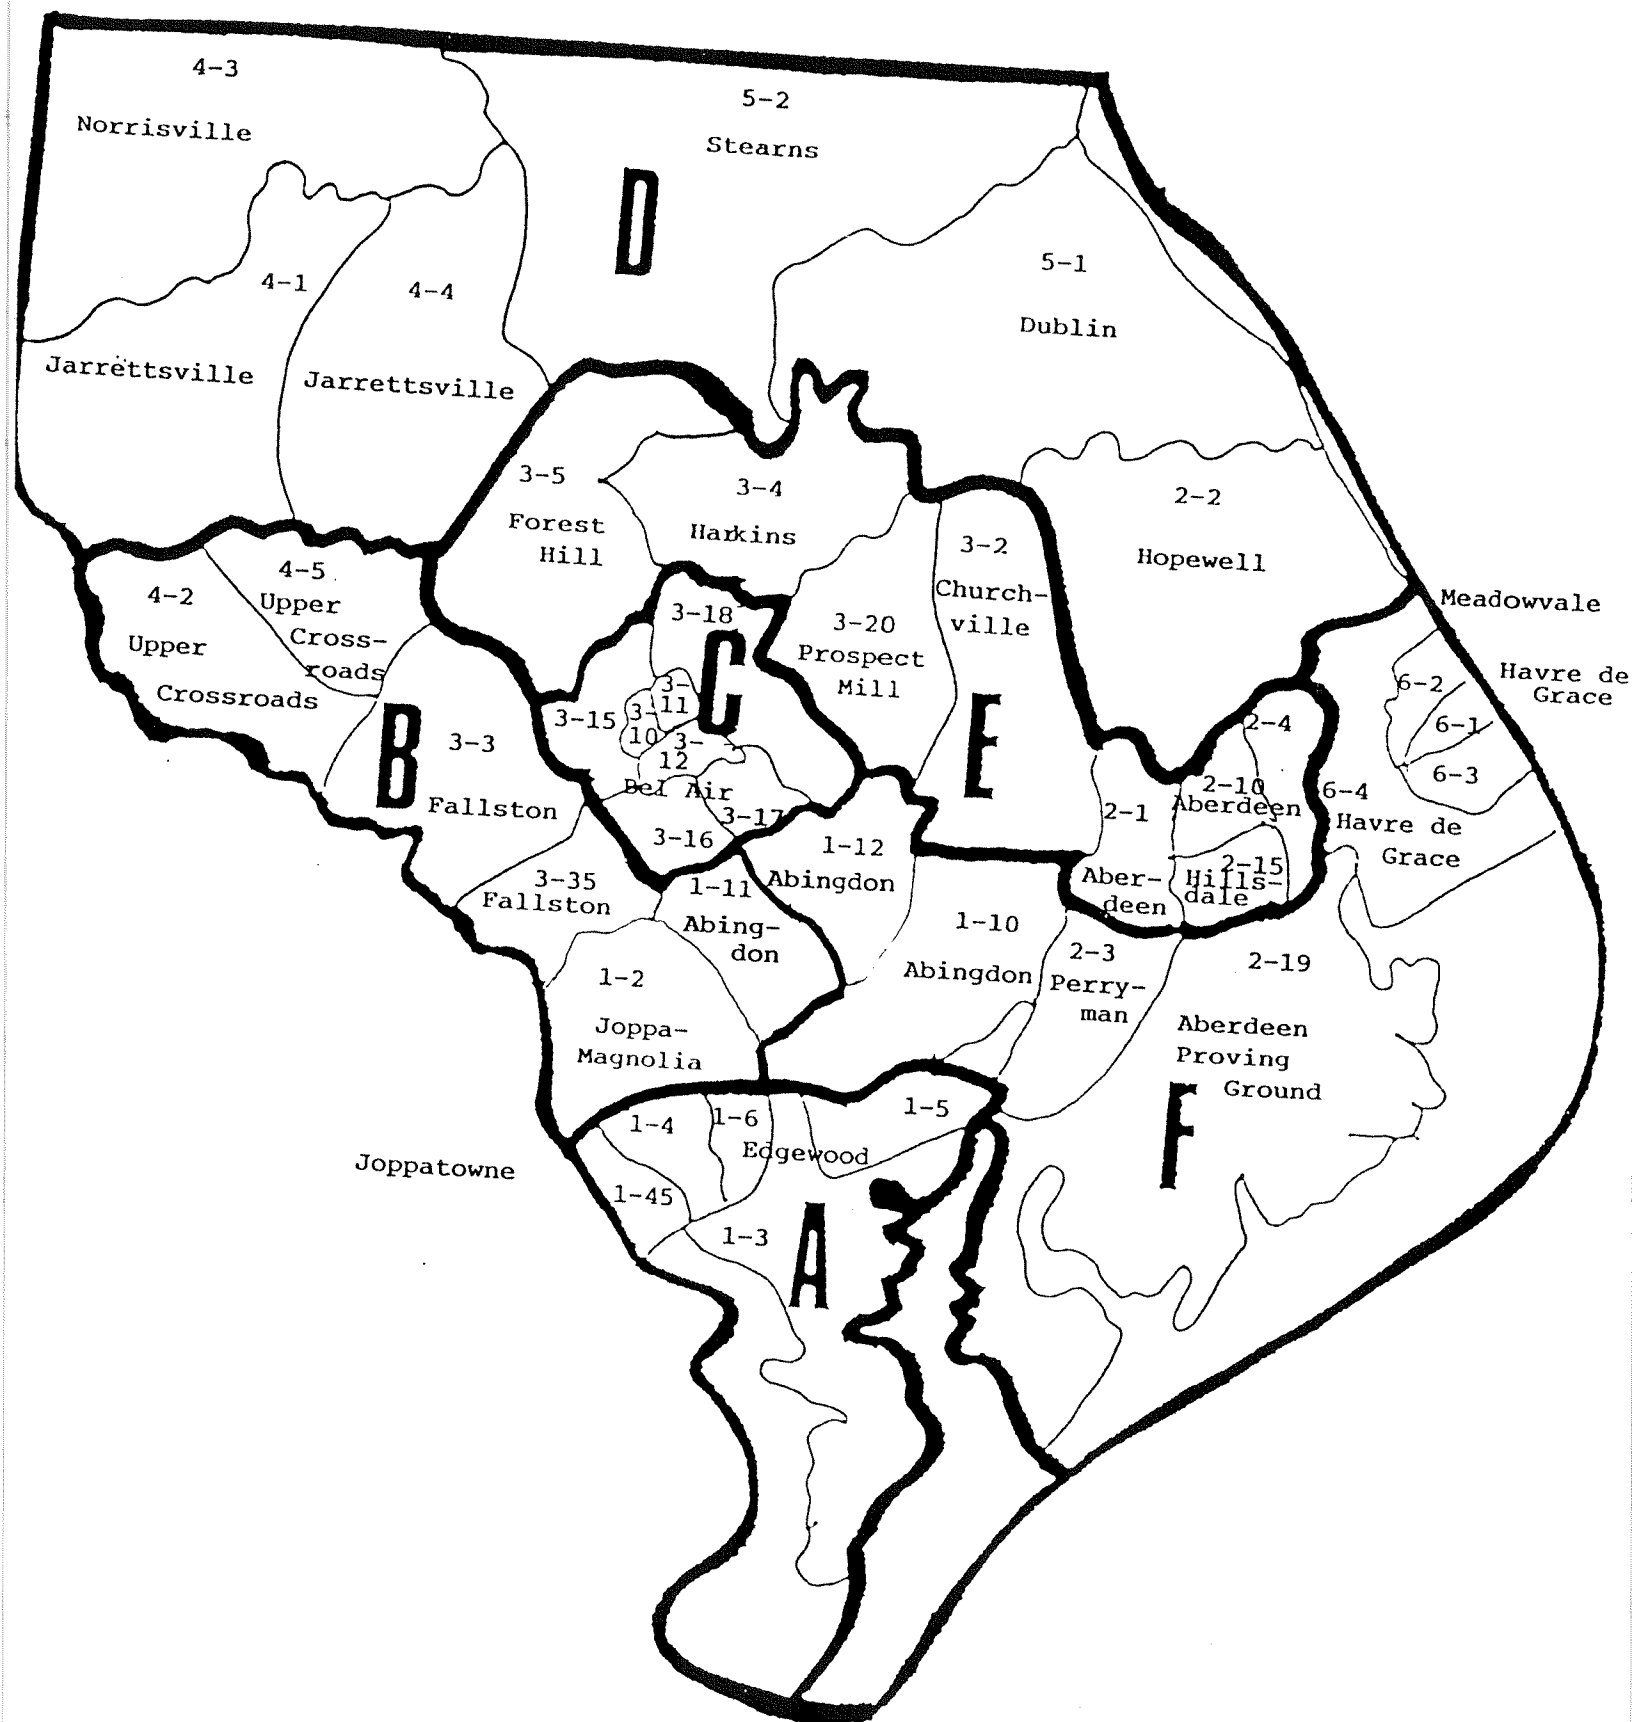 4-3
Norrisville
5-2
Stearns
D
5-1
Dublin
4-1
Jarrettsville
4-4
Jarrettsville
3-5
Forest
Hill
3-4
Harkins
2-2
Hopewell
3-2
Church-
ville
4-2
Upper
Crossroads
4-5
Upper
Cross-
roads
3-18
C
3-20
Prospect
Mill
Meadowvale
Havre de
Grace
6-2
6-1
6-3
3-15
3-
11
3-
10
3-
12
Bel Air
3-17
3-16
B
3-3
Fallston
E
2-4
2-10
Aberdeen
2-1
Aber-
deen
2-15
Hills-
dale
6-4
Havre de
Grace
3-35
Fallston
1-11
Abing-
don
1-12
Abingdon
1-10
Abingdon
2-3
Perry-
man
2-19
Aberdeen
Proving
Ground
F
1-2
Joppa-
Magnolia
1-4
1-6
1-5
Edgewood
Joppatowne
1-45
1-3
A